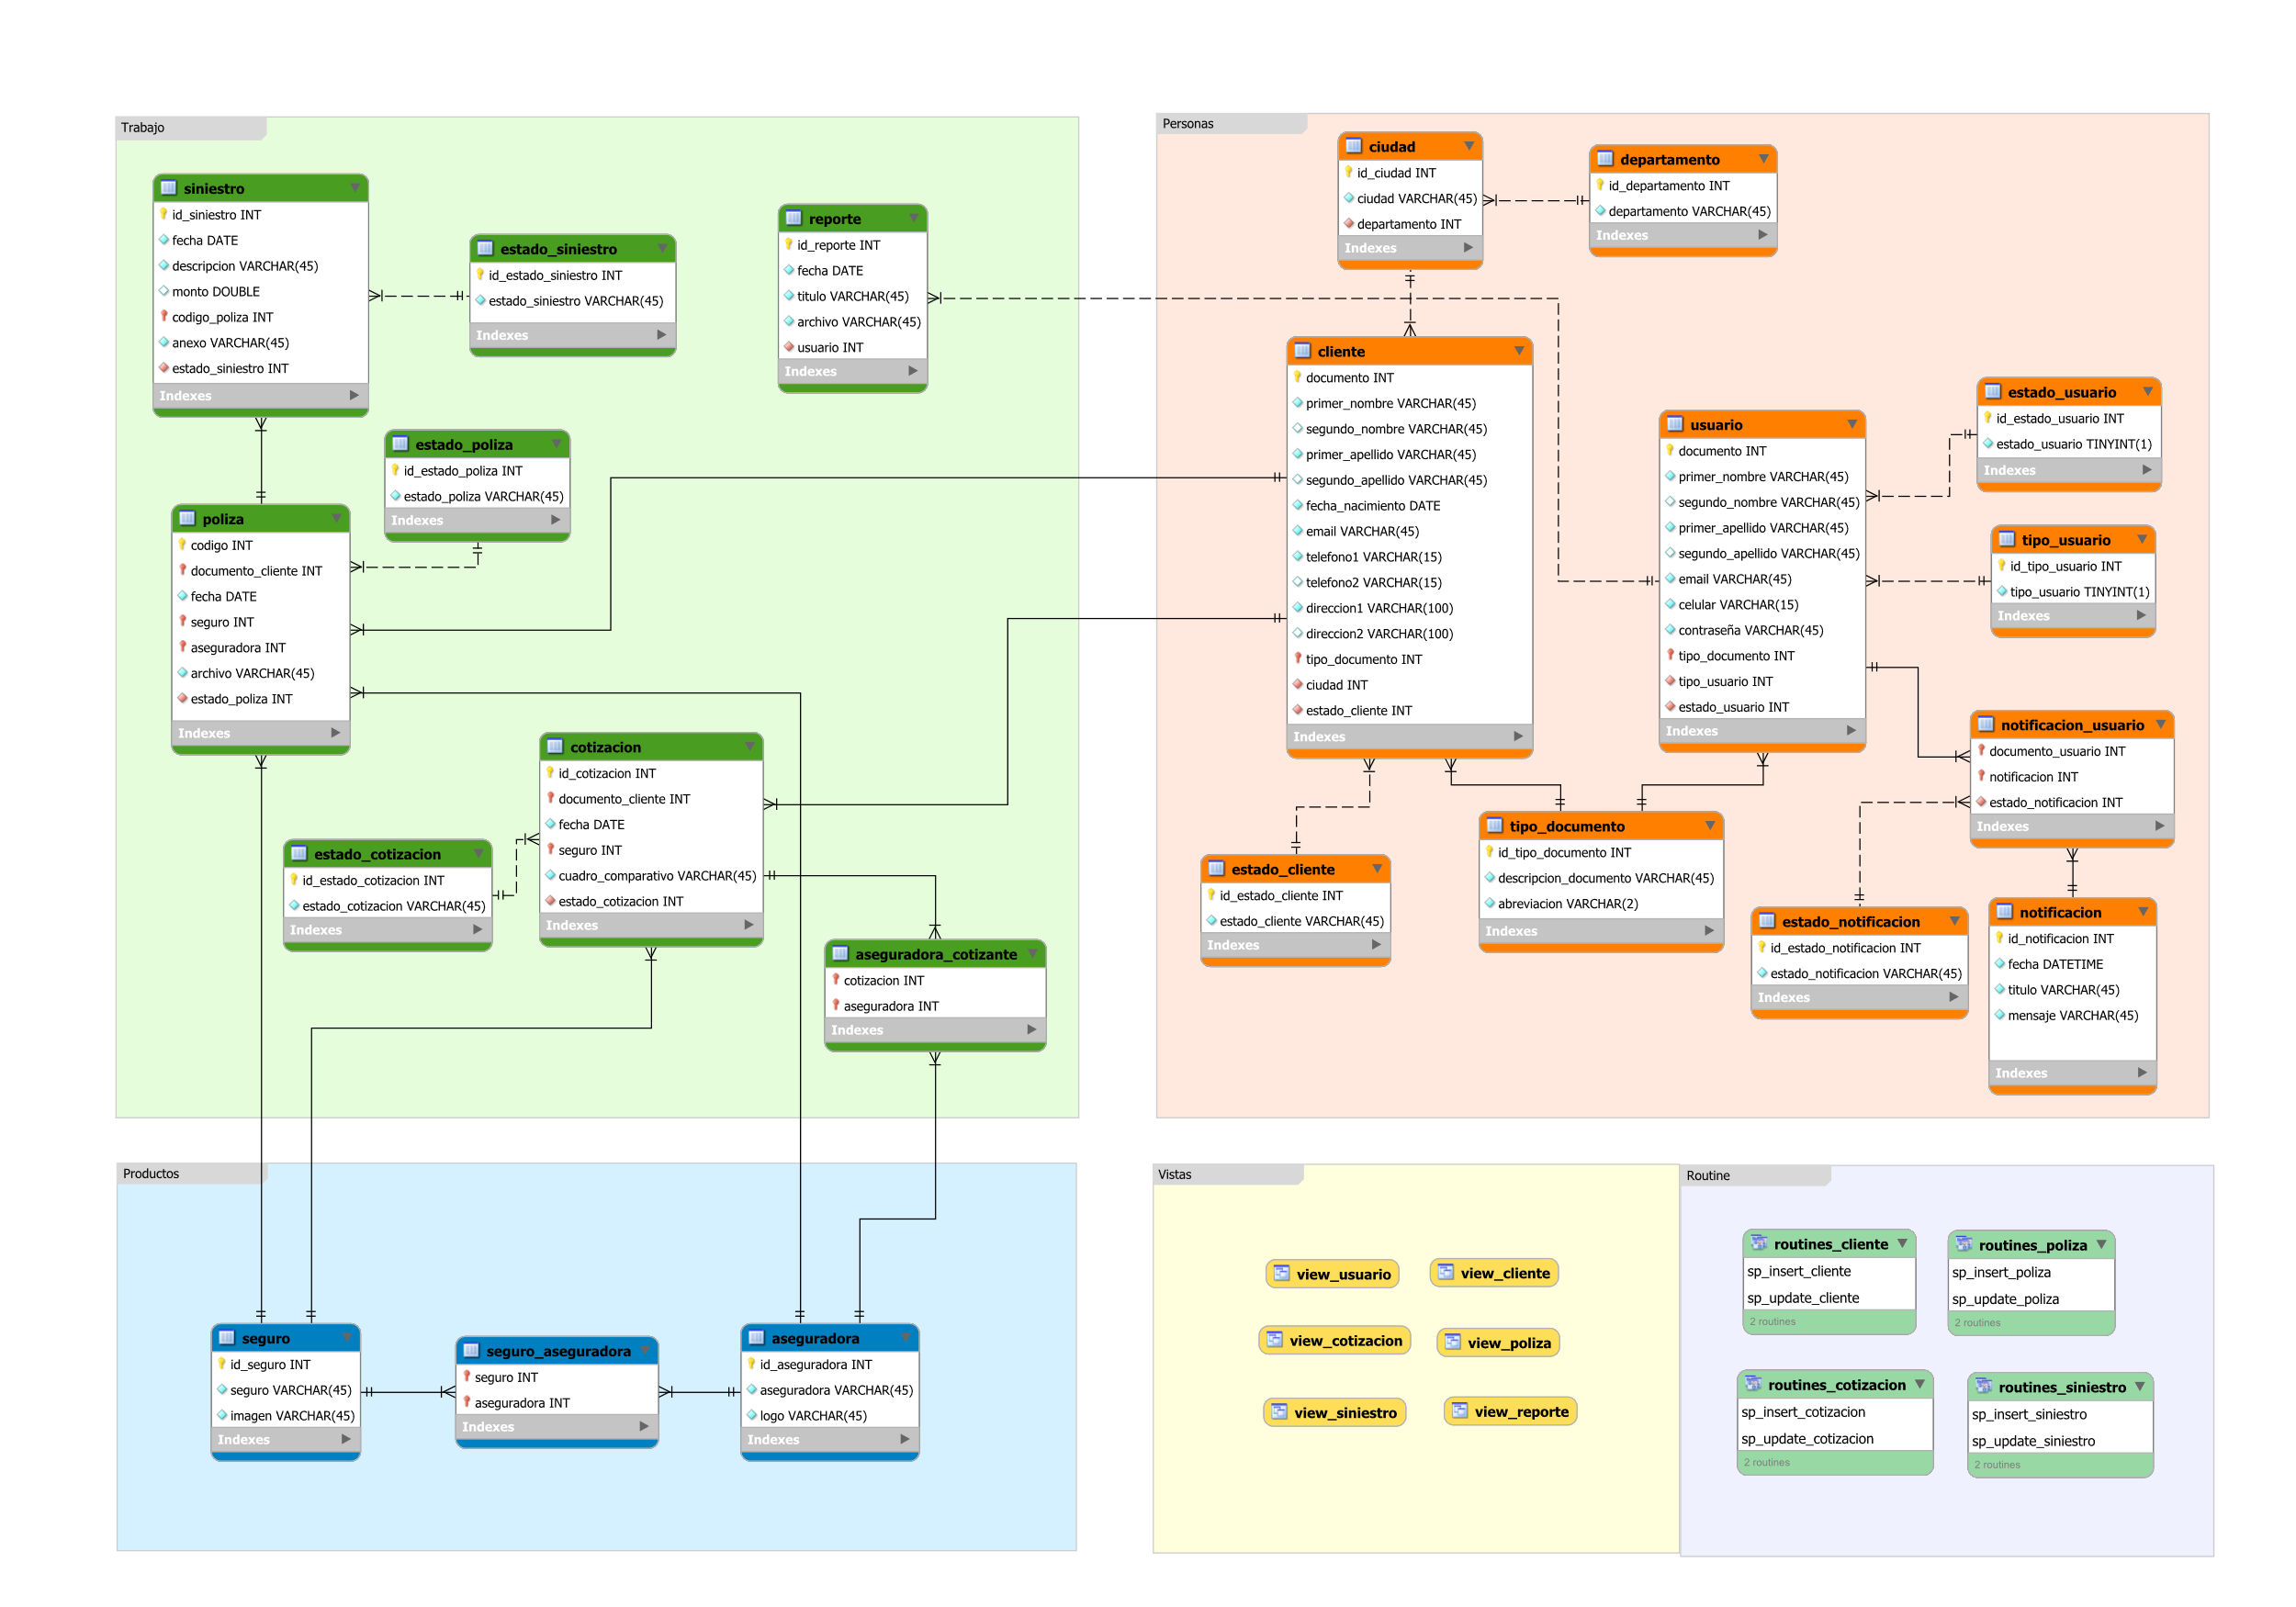 Trabajo
siniestro
id_siniestro INT
fecha DATE
descripcion VARCHAR(45)
monto DOUBLE
codigo_poliza INT
anexo VARCHAR(45)
estado_siniestro INT
Indexes
estado_siniestro
id_estado_siniestro INT
estado_siniestro VARCHAR(45)
Indexes
reporte
id_reporte INT
fecha DATE
titulo VARCHAR(45)
archivo VARCHAR(45)
usuario INT
Indexes
estado_poliza
id_estado_poliza INT
estado_poliza VARCHAR(45)
Indexes
poliza
codigo INT
documento_cliente INT
fecha DATE
seguro INT
aseguradora INT
archivo VARCHAR(45)
estado_poliza INT
Indexes
cotizacion
id_cotizacion INT
documento_cliente INT
fecha DATE
seguro INT
cuadro_comparativo VARCHAR(45)
estado_cotizacion INT
Indexes
estado_cotizacion
id_estado_cotizacion INT
estado_cotizacion VARCHAR(45)
Indexes
aseguradora_cotizante
cotizacion INT
aseguradora INT
Indexes
Personas
ciudad
id_ciudad INT
ciudad VARCHAR(45)
departamento INT
Indexes
departamento
id_departamento INT
departamento VARCHAR(45)
Indexes
cliente
documento INT
primer_nombre VARCHAR(45)
segundo_nombre VARCHAR(45)
primer_apellido VARCHAR(45)
segundo_apellido VARCHAR(45)
fecha_nacimiento DATE
email VARCHAR(45)
telefono1 VARCHAR(15)
telefono2 VARCHAR(15)
direccion1 VARCHAR(100)
direccion2 VARCHAR(100)
tipo_documento INT
ciudad INT
estado_cliente INT
Indexes
usuario
documento INT
primer_nombre VARCHAR(45)
segundo_nombre VARCHAR(45)
primer_apellido VARCHAR(45)
segundo_apellido VARCHAR(45)
email VARCHAR(45)
celular VARCHAR(15)
contraseña VARCHAR(45)
tipo_documento INT
tipo_usuario INT
estado_usuario INT
Indexes
estado_usuario
id_estado_usuario INT
estado_usuario TINYINT(1)
Indexes
tipo_usuario
id_tipo_usuario INT
tipo_usuario TINYINT(1)
Indexes
notificacion_usuario
documento_usuario INT
notificacion INT
estado_notificacion INT
Indexes
tipo_documento
id_tipo_documento INT
descripcion_documento VARCHAR(45)
abreviacion VARCHAR(2)
Indexes
estado_cliente
id_estado_cliente INT
estado_cliente VARCHAR(45)
Indexes
estado_notificacion
id_estado_notificacion INT
estado_notificacion VARCHAR(45)
Indexes
notificacion
id_notificacion INT
fecha DATETIME
titulo VARCHAR(45)
mensaje VARCHAR(45)
Indexes
Productos
seguro
id_seguro INT
seguro VARCHAR(45)
imagen VARCHAR(45)
Indexes
seguro_aseguradora
seguro INT
aseguradora INT
Indexes
aseguradora
id_aseguradora INT
aseguradora VARCHAR(45)
logo VARCHAR(45)
Indexes
Vistas
view_usuario
view_cliente
view_cotizacion
view_poliza
view_siniestro
view_reporte
Routine
routines_cliente
sp_insert_cliente
sp_update_cliente
2 routines
routines_poliza
sp_insert_poliza
sp_update_poliza
2 routines
routines_cotizacion
sp_insert_cotizacion
sp_update_cotizacion
2 routines
routines_siniestro
sp_insert_siniestro
sp_update_siniestro
2 routines